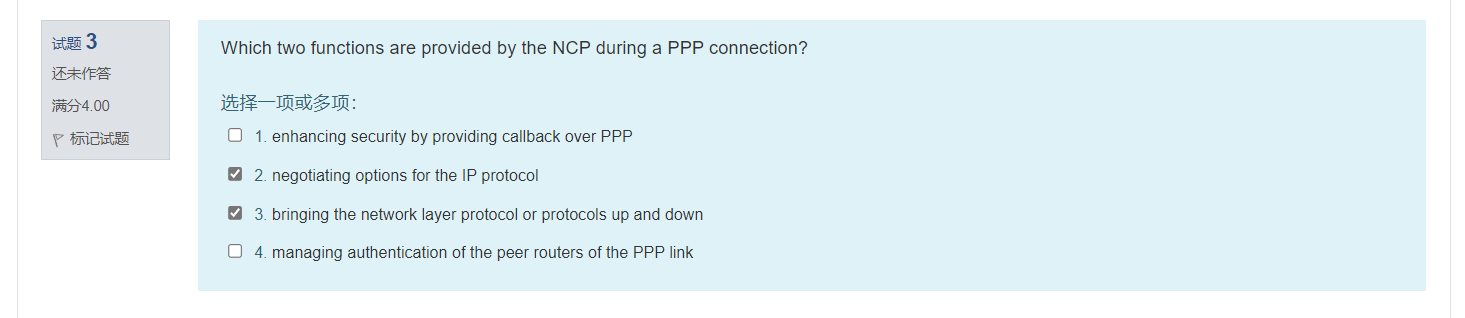 试题 3
还未作答
满分4.00
标记试题
Which two functions are provided by the NCP during a PPP connection?
选择一项或多项：
1. enhancing security by providing callback over PPP
2. negotiating options for the IP protocol
3. bringing the network layer protocol or protocols up and down
4. managing authentication of the peer routers of the PPP link